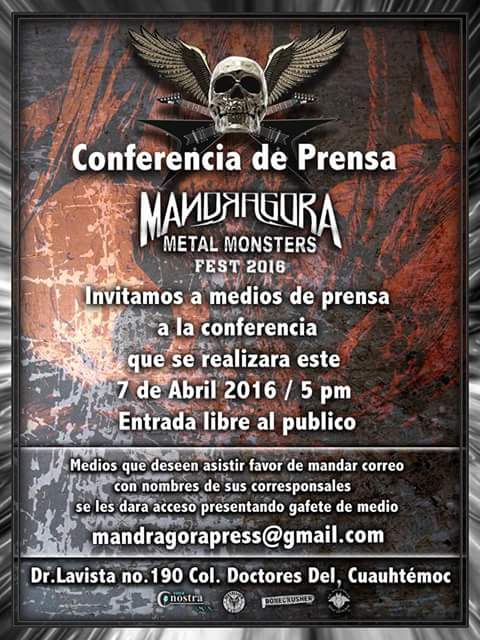 Conferencia de Prensa
MANDRAGORA
METAL MONSTERS
FEST 2016
Invitamos a medios de prensa
a la conferencia
que se realizara este
7 de Abril 2016 / 5 pm
Entrada libre al publico
Medios que deseen asistir favor de mandar correo
con nombres de sus corresponsales
se les dara acceso presentando gafete de medio
mandragorapress@gmail.com
Dr.Lavista no.190 Col. Doctores Del, Cuauhtémoc
nostra
BONECRUSHER